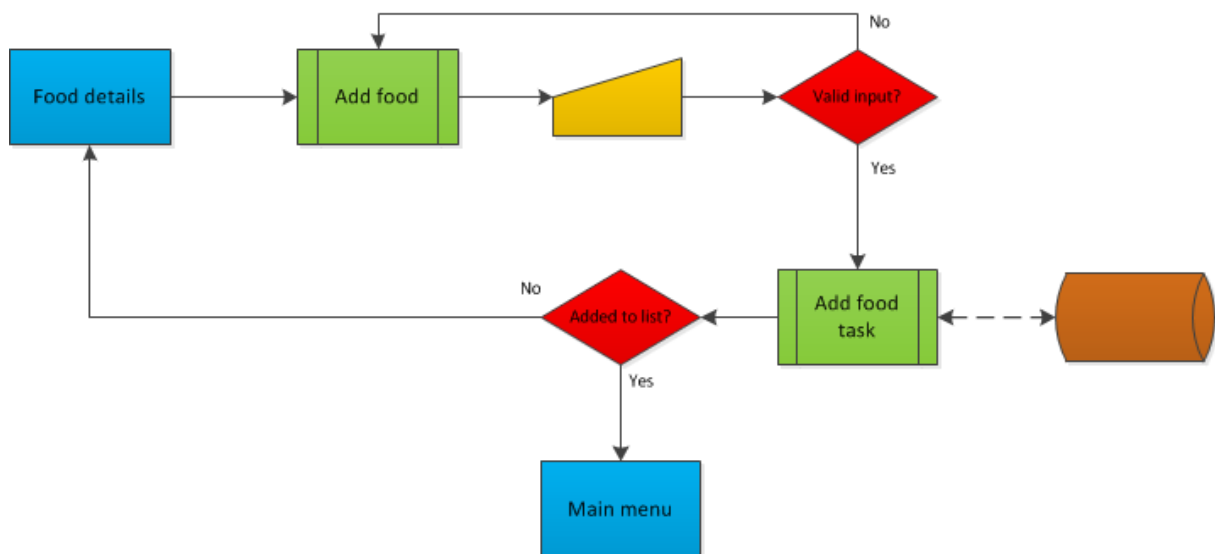 No
Food details
Add food
Valid input?
Yes
No
Added to list?
Add food
task
Yes
Main menu